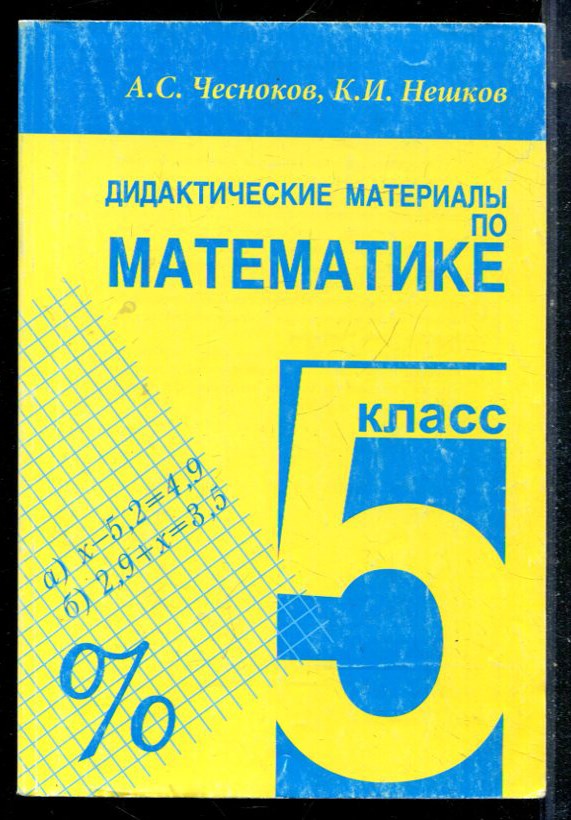 А.С. Чесноков, К.И. Нешков
ДИДАКТИЧЕСКИЕ МАТЕРИАЛЫ
ПО
МАТЕМАТИКЕ
5
класс
а) x−5,2=4,9
б) 2,9+x=3,5
%